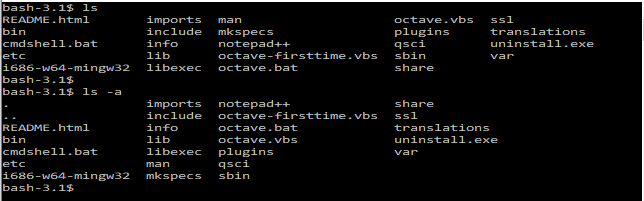 bash-3.1$ ls
README.html imports man octave.vbs ssl
bin include mkspecs plugins translations
cmdshell.bat info notepad++ qsci uninstall.exe
etc lib octave-firsttime.vbs sbin var
i686-w64-mingw32 libexec octave.bat share
bash-3.1$
bash-3.1$ ls -a
. imports notepad++ share
.. include octave-firsttime.vbs ssl
README.html info octave.bat translations
bin lib octave.vbs uninstall.exe
cmdshell.bat libexec plugins var
etc man qsci
i686-w64-mingw32 mkspecs sbin
bash-3.1$